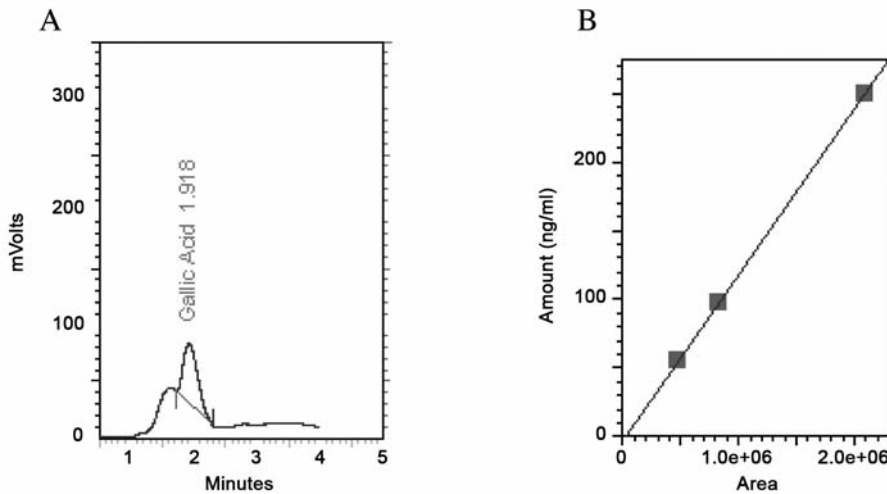 A
300
200
100
0
mVolts
Gallic Acid 1.918
1 2 3 4 5
Minutes
B
200
100
0
Amount (ng/ml)
0 1.0e+06 2.0e+06
Area